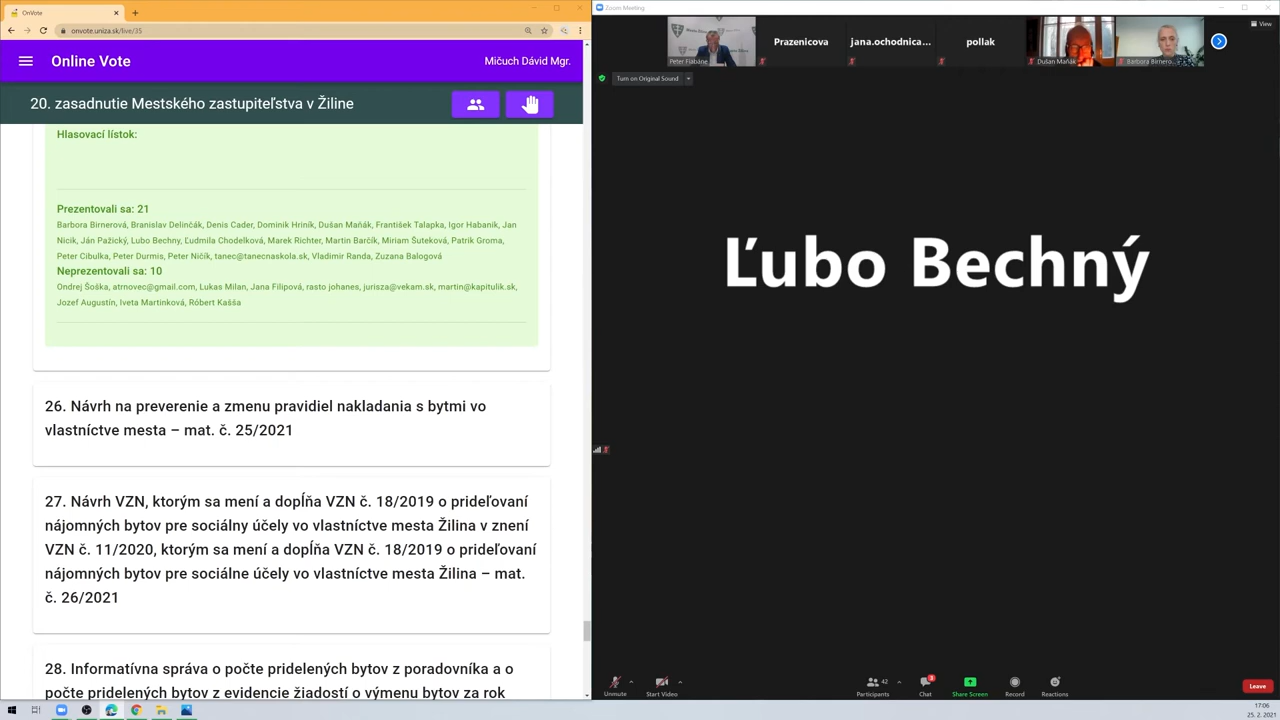 OnVote
onvote.uniza.sk/live/35
Online Vote
Mičuch Dávid Mgr.
20. zasadnutie Mestského zastupiteľstva v Žiline
Hlasovací lístok:
Prezentovali sa: 21
Barbora Birnerová, Branislav Delinčák, Denis Cader, Dominik Hriník, Dušan Maňák, František Talapka, Igor Habanik, Jan
Nicik, Ján Pažický, Lubo Bechny, Ľudmila Chodelková, Marek Richter, Martin Barčík, Miriam Šuteková, Patrik Groma,
Peter Cibulka, Peter Durmis, Peter Ničík, tanec@tanecnaskola.sk, Vladimir Randa, Zuzana Balogová
Neprezentovali sa: 10
Ondrej Šoška, atrnovec@gmail.com, Lukas Milan, Jana Filipová, rasto johanes, jurisza@vekam.sk, martin@kapitulik.sk,
Jozef Augustín, Iveta Martinková, Róbert Kašša
26. Návrh na preverenie a zmenu pravidiel nakladania s bytmi vo
vlastníctve mesta – mat. č. 25/2021
27. Návrh VZN, ktorým sa mení a dopĺňa VZN č. 18/2019 o prideľovaní
nájomných bytov pre sociálny účely vo vlastníctve mesta Žilina v znení
VZN č. 11/2020, ktorým sa mení a dopĺňa VZN č. 18/2019 o prideľovaní
nájomných bytov pre sociálne účely vo vlastníctve mesta Žilina – mat.
č. 26/2021
28. Informatívna správa o počte pridelených bytov z poradovníka a o
počte pridelených bytov z evidencie žiadostí o výmenu bytov za rok
Zoom Meeting
Peter Fiabáne
Prazenicova
jana.ochodnica...
pollak
Dušan Maňák
Barbora Birnero...
View
Turn on Original Sound
Ľubo Bechný
Unmute
Start Video
Participants
42
Chat
3
Share Screen
Record
Reactions
Leave
17:06
25. 2. 2021